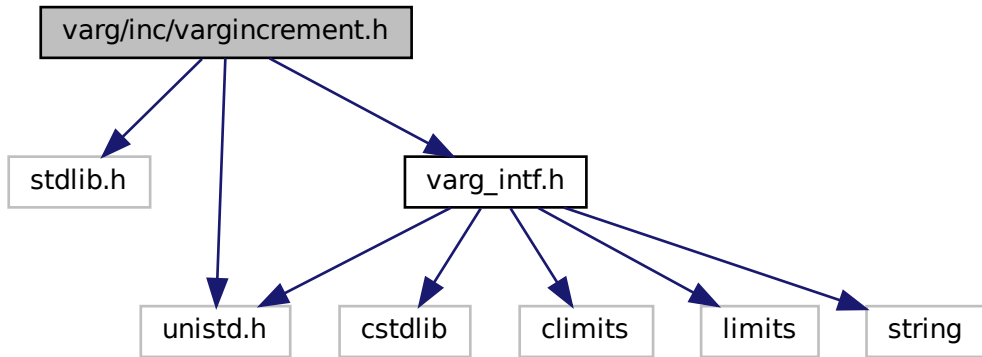 varg/inc/vargincrement.h
stdlib.h
varg_intf.h
unistd.h
cstdlib
climits
limits
string